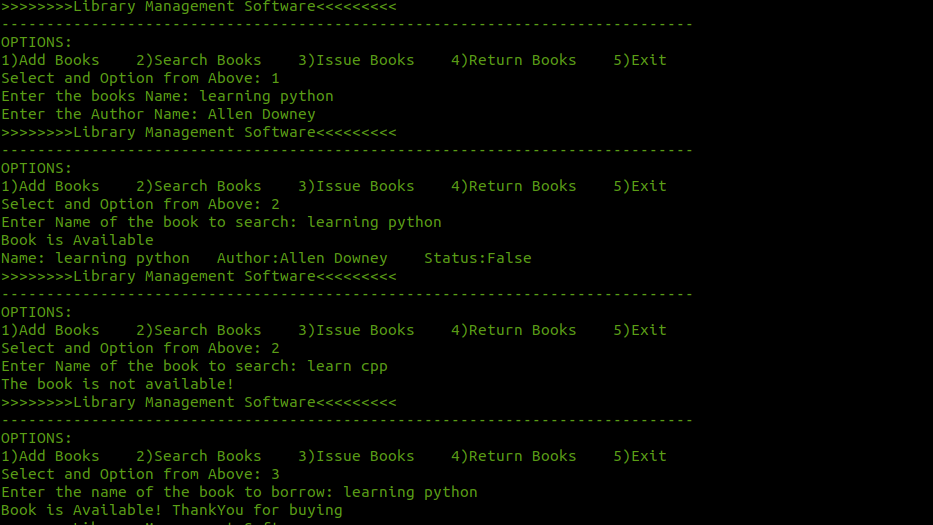 >>>>>>>>Library Management Software<<<<<<<<<
-----------------------------------------------------------------------------
OPTIONS:
1)Add Books    2)Search Books    3)Issue Books    4)Return Books    5)Exit
Select and Option from Above: 1
Enter the books Name: learning python
Enter the Author Name: Allen Downey
>>>>>>>>Library Management Software<<<<<<<<<
-----------------------------------------------------------------------------
OPTIONS:
1)Add Books    2)Search Books    3)Issue Books    4)Return Books    5)Exit
Select and Option from Above: 2
Enter Name of the book to search: learning python
Book is Available
Name: learning python   Author:Allen Downey    Status:False
>>>>>>>>Library Management Software<<<<<<<<<
-----------------------------------------------------------------------------
OPTIONS:
1)Add Books    2)Search Books    3)Issue Books    4)Return Books    5)Exit
Select and Option from Above: 2
Enter Name of the book to search: learn cpp
The book is not available!
>>>>>>>>Library Management Software<<<<<<<<<
-----------------------------------------------------------------------------
OPTIONS:
1)Add Books    2)Search Books    3)Issue Books    4)Return Books    5)Exit
Select and Option from Above: 3
Enter the name of the book to borrow: learning python
Book is Available! ThankYou for buying